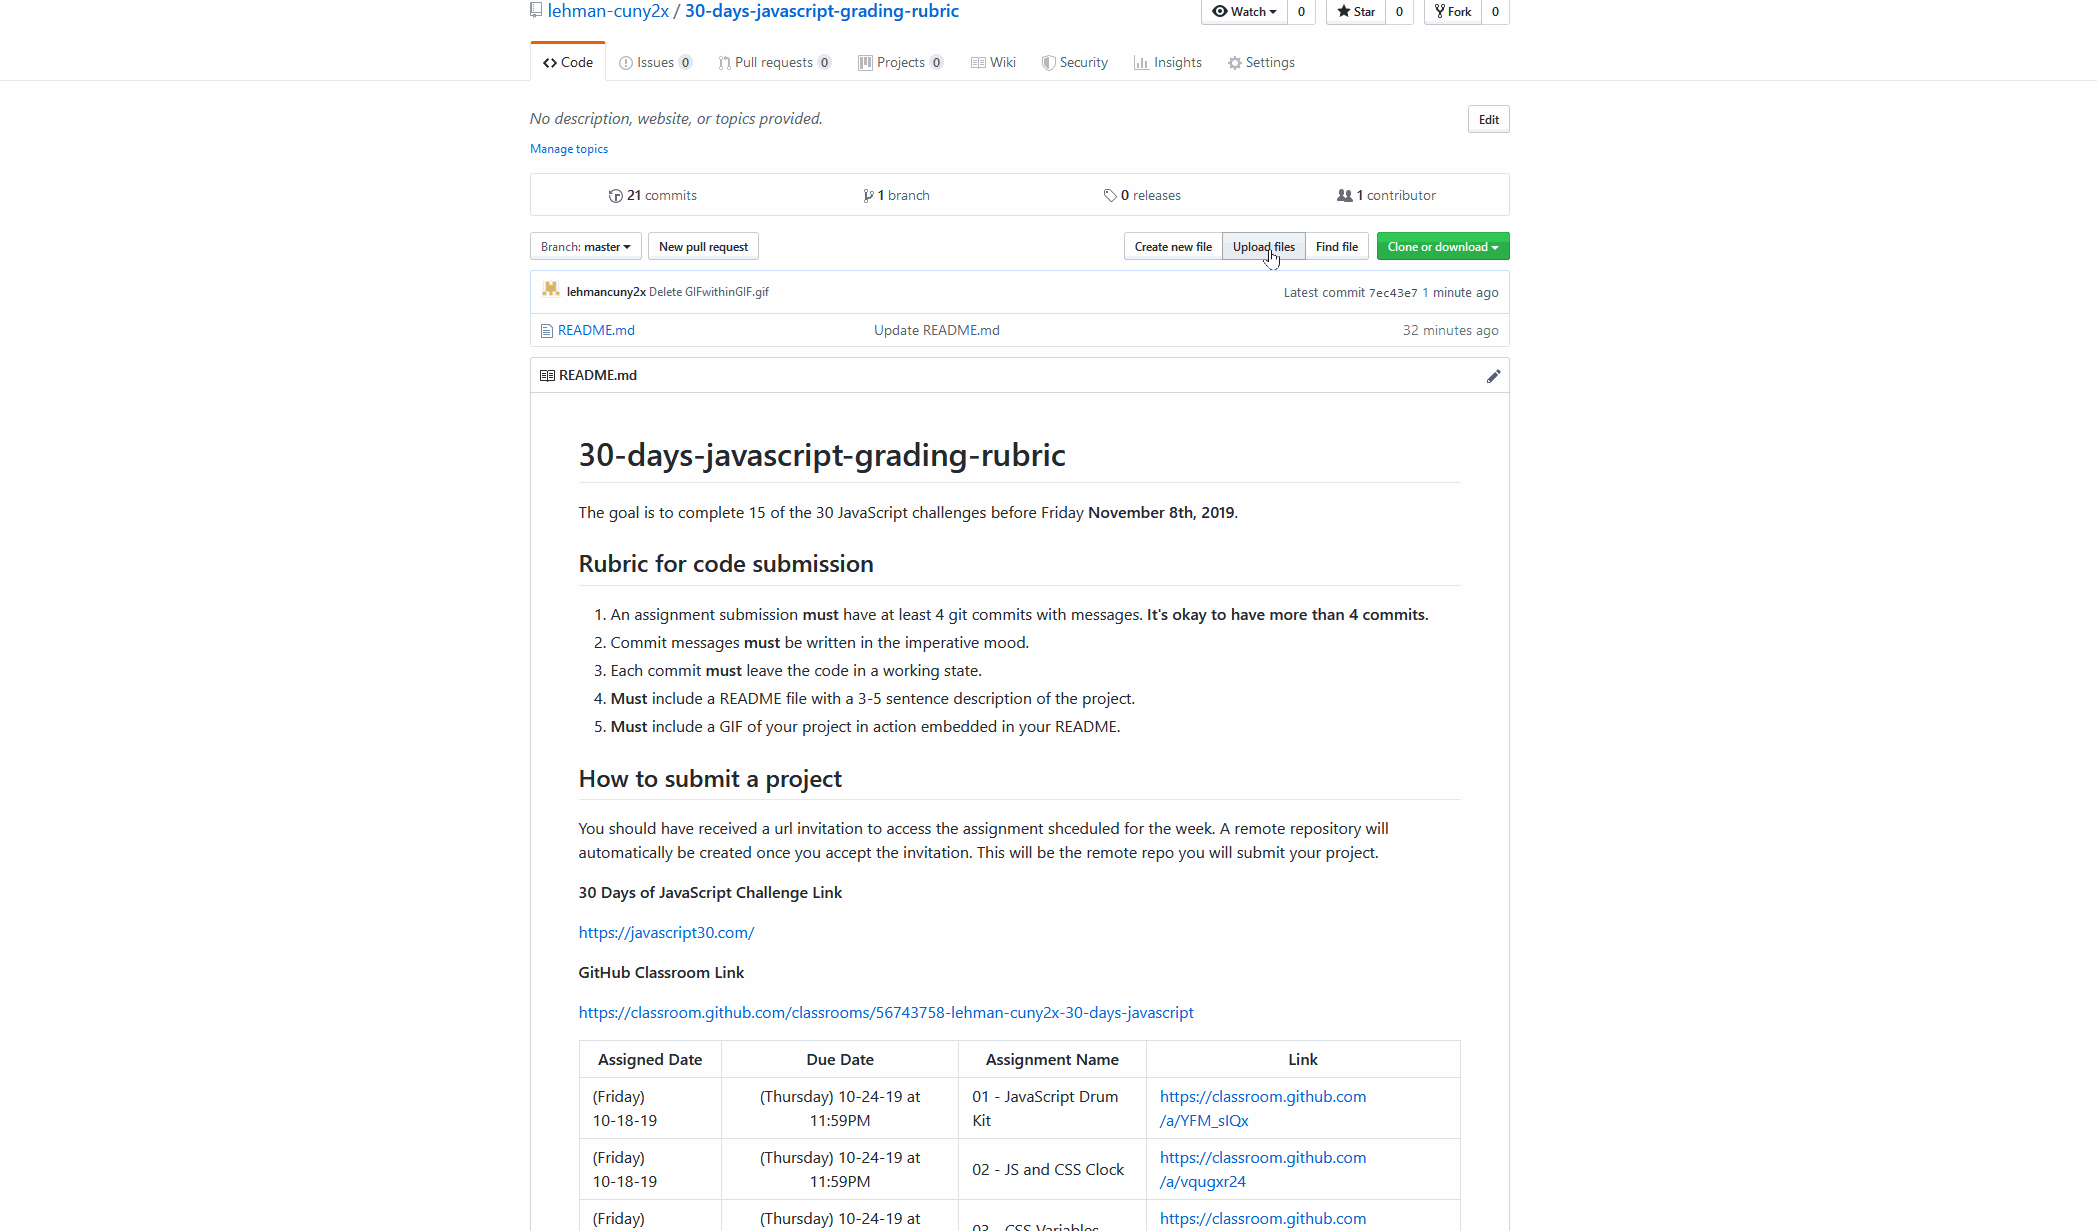 lehman-cuny2x / 30-days-javascript-grading-rubric
Watch 0 Star 0 Fork 0
Code Issues 0 Pull requests 0 Projects 0 Wiki Security Insights Settings
No description, website, or topics provided.
Edit
Manage topics
21 commits 1 branch 0 releases 1 contributor
Branch: master New pull request Create new file Upload files Find file Clone or download
lehmancuny2x Delete GIFwithinGIF.gif Latest commit 7ec43e7 1 minute ago
README.md Update README.md 32 minutes ago
README.md
30-days-javascript-grading-rubric
The goal is to complete 15 of the 30 JavaScript challenges before Friday November 8th, 2019.
Rubric for code submission
1. An assignment submission must have at least 4 git commits with messages. It's okay to have more than 4 commits.
2. Commit messages must be written in the imperative mood.
3. Each commit must leave the code in a working state.
4. Must include a README file with a 3-5 sentence description of the project.
5. Must include a GIF of your project in action embedded in your README.
How to submit a project
You should have received a url invitation to access the assignment shceduled for the week. A remote repository will
automatically be created once you accept the invitation. This will be the remote repo you will submit your project.
30 Days of JavaScript Challenge Link
https://javascript30.com/
GitHub Classroom Link
https://classroom.github.com/classrooms/56743758-lehman-cuny2x-30-days-javascript
Assigned Date Due Date Assignment Name Link
(Friday) (Thursday) 10-24-19 at 01 - JavaScript Drum https://classroom.github.com
10-18-19 11:59PM Kit /a/YFM_sIQx
(Friday) (Thursday) 10-24-19 at 02 - JS and CSS Clock https://classroom.github.com
10-18-19 11:59PM /a/vqugxr24
(Friday) (Thursday) 10-24-19 at 03 - CSS Variables https://classroom.github.com